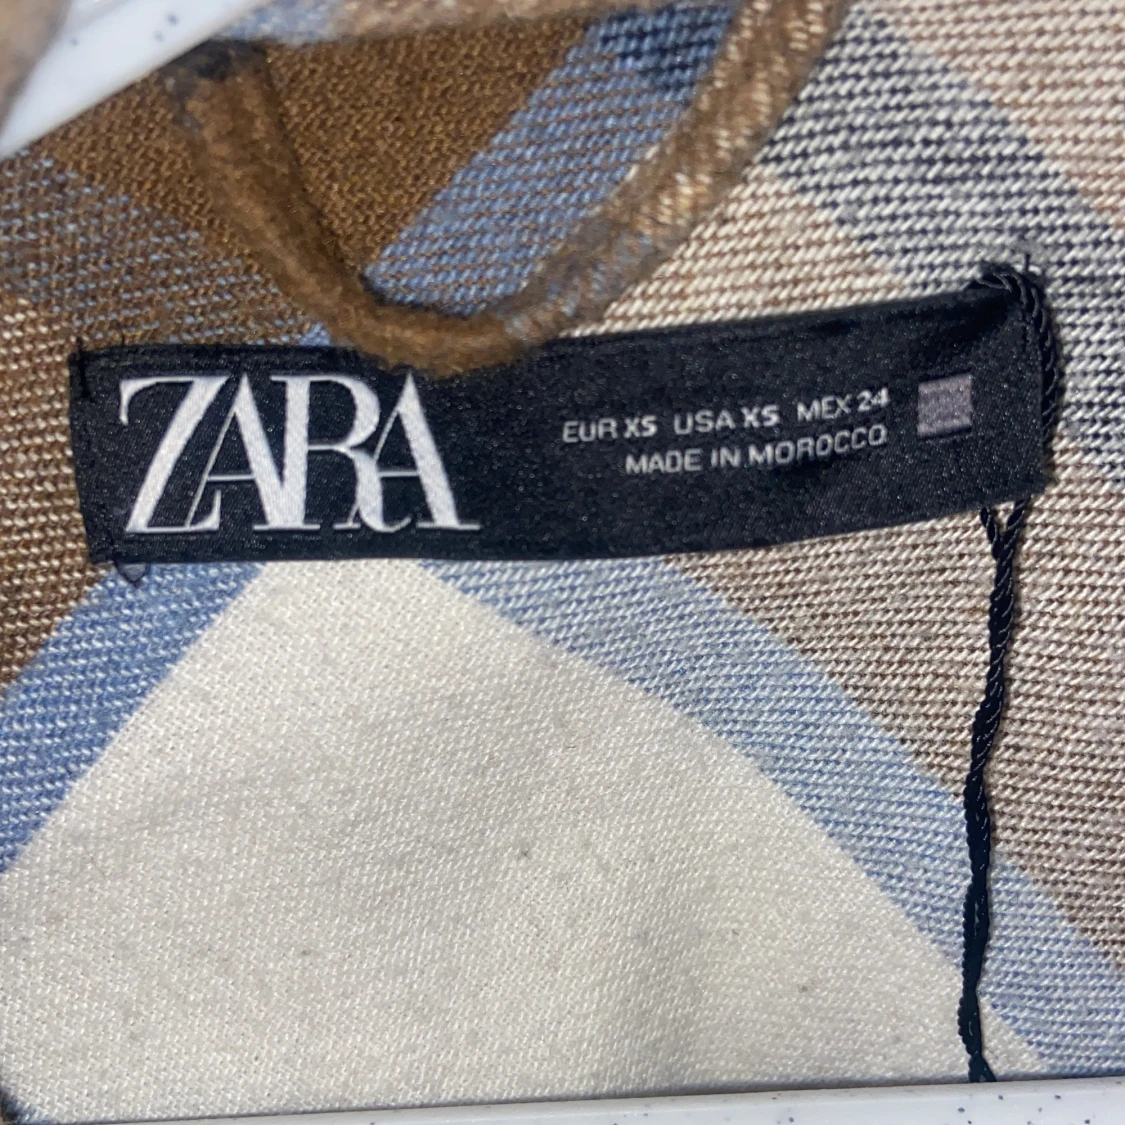 ZARA
EUR XS USA XS MEX 24
MADE IN MOROCCO